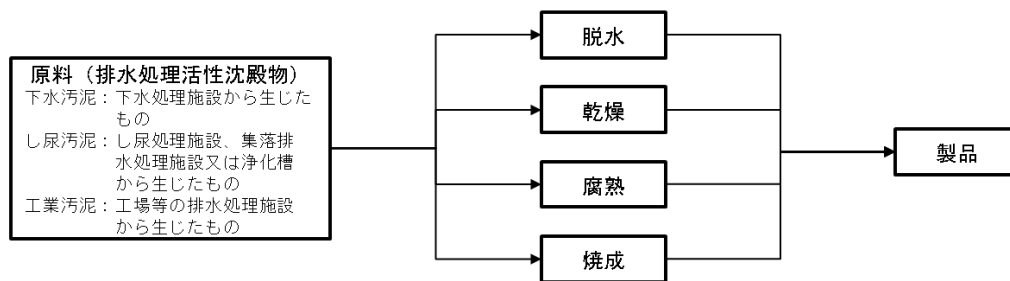 原料（排水処理活性沈殿物）
下水汚泥：下水処理施設から生じた
もの
し尿汚泥：し尿処理施設、集落排
水処理施設又は浄化槽
から生じたもの
工業汚泥：工場等の排水処理施設
から生じたもの
脱水
乾燥
腐熟
焼成
製品